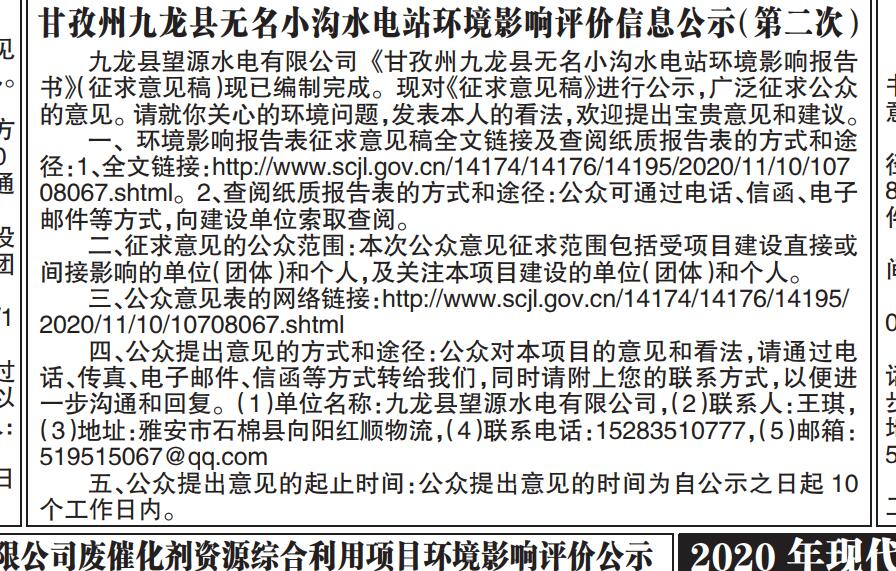 甘孜州九龙县无名小沟水电站环境影响评价信息公示(第二次)
九龙县望源水电有限公司《甘孜州九龙县无名小沟水电站环境影响报告
书》(征求意见稿)现已编制完成。现对《征求意见稿》进行公示,广泛征求公众
的意见。请就你关心的环境问题,发表本人的看法,欢迎提出宝贵意见和建议。
一、环境影响报告表征求意见稿全文链接及查阅纸质报告表的方式和途
径:1、全文链接:http://www.scjl.gov.cn/14174/14176/14195/2020/11/10/107
08067.shtml。2、查阅纸质报告表的方式和途径:公众可通过电话、信函、电子
邮件等方式,向建设单位索取查阅。
二、征求意见的公众范围:本次公众意见征求范围包括受项目建设直接或
间接影响的单位(团体)和个人,及关注本项目建设的单位(团体)和个人。
三、公众意见表的网络链接:http://www.scjl.gov.cn/14174/14176/14195/
2020/11/10/10708067.shtml
四、公众提出意见的方式和途径:公众对本项目的意见和看法,请通过电
话、传真、电子邮件、信函等方式转给我们,同时请附上您的联系方式,以便进
一步沟通和回复。(1)单位名称:九龙县望源水电有限公司,(2)联系人:王琪,
(3)地址:雅安市石棉县向阳红顺物流,(4)联系电话:15283510777,(5)邮箱:
519515067@qq.com
五、公众提出意见的起止时间:公众提出意见的时间为自公示之日起 10
个工作日内。
限公司废催化剂资源综合利用项目环境影响评价公示
2020 年现代